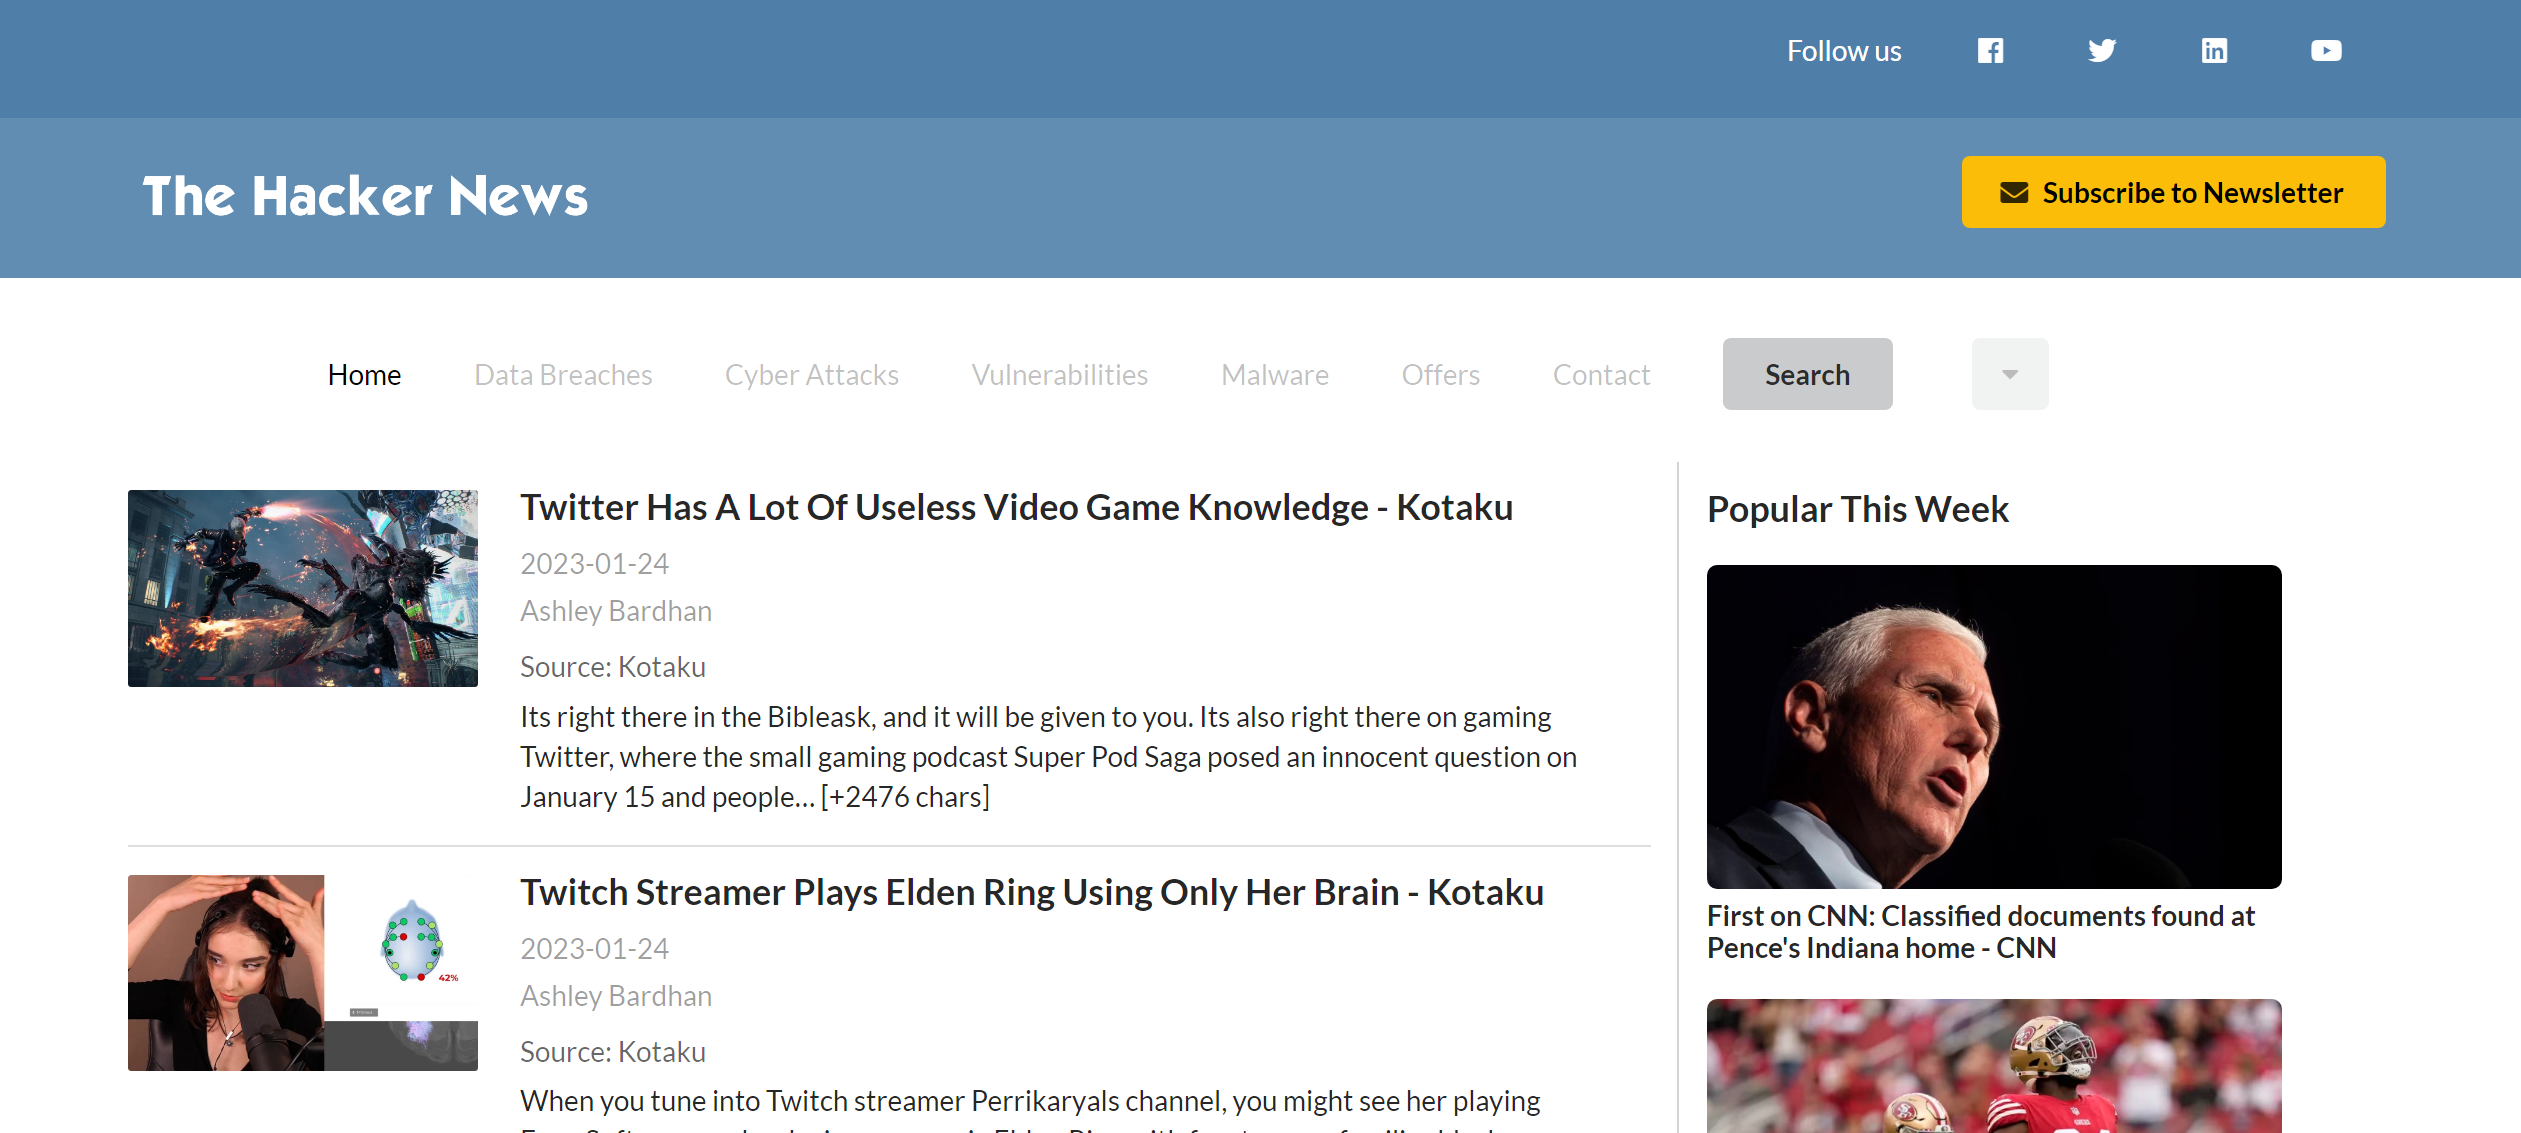 Follow us
The Hacker News
Subscribe to Newsletter
Home Data Breaches Cyber Attacks Vulnerabilities Malware Offers Contact Search
Twitter Has A Lot Of Useless Video Game Knowledge - Kotaku
2023-01-24
Ashley Bardhan
Source: Kotaku
Its right there in the Bibleask, and it will be given to you. Its also right there on gaming
Twitter, where the small gaming podcast Super Pod Saga posed an innocent question on
January 15 and people… [+2476 chars]
Twitch Streamer Plays Elden Ring Using Only Her Brain - Kotaku
2023-01-24
Ashley Bardhan
Source: Kotaku
When you tune into Twitch streamer Perrikaryals channel, you might see her playing
42%
Popular This Week
First on CNN: Classified documents found at
Pence's Indiana home - CNN